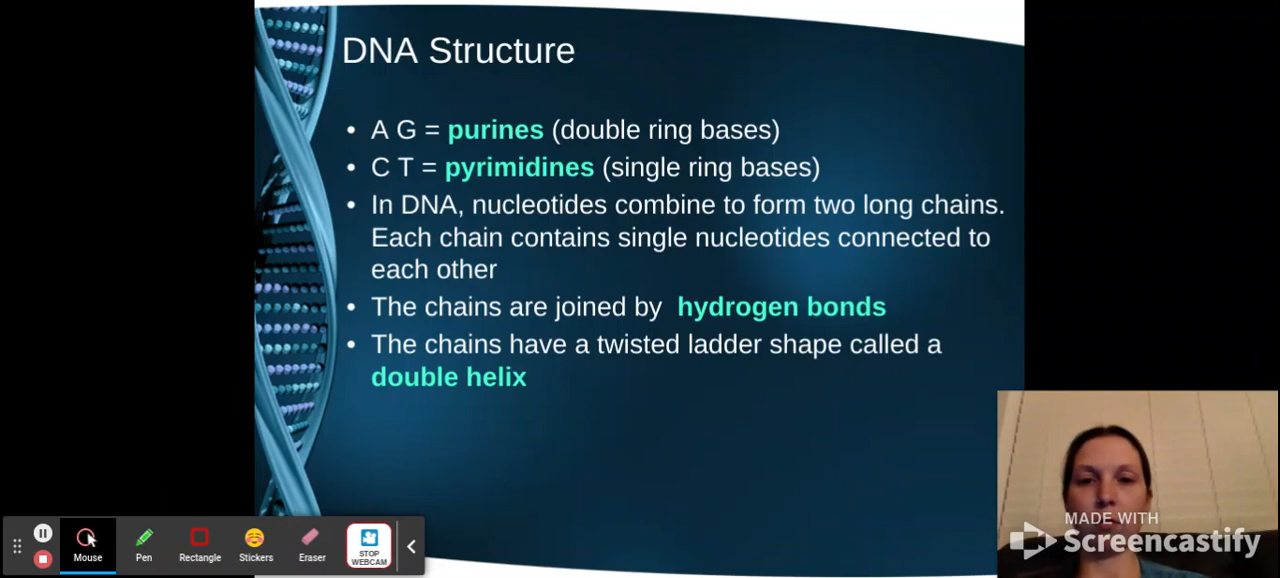 DNA Structure
• A G = purines (double ring bases)
• C T = pyrimidines (single ring bases)
• In DNA, nucleotides combine to form two long chains.
Each chain contains single nucleotides connected to
each other
• The chains are joined by hydrogen bonds
• The chains have a twisted ladder shape called a
double helix
MADE WITH
Screencastify
Mouse
Pen
Rectangle
Stickers
Eraser
STOP
WEBCAM